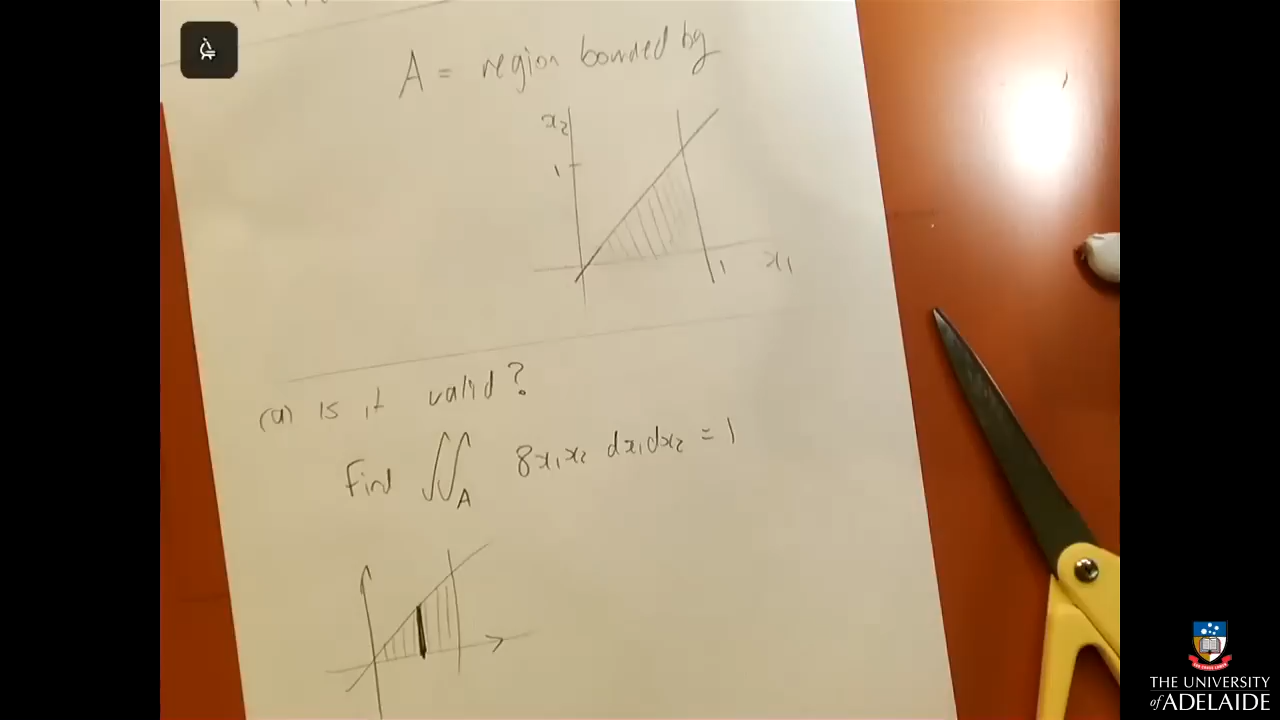 A = region bounded by
x₂
1
1
x₁
(a) is it valid?
Find ∬_A 8x₁x₂ dx₁dx₂ = 1
THE UNIVERSITY
of ADELAIDE